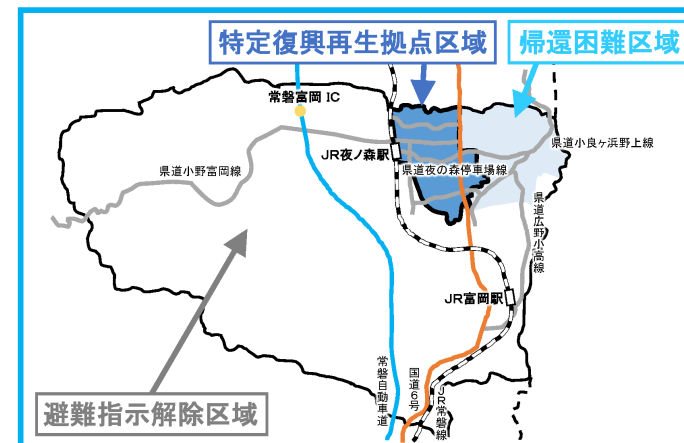 特定復興再生拠点区域
帰還困難区域
常磐富岡 IC
県道小良ヶ浜野上線
JR夜ノ森駅
県道小野富岡線
県道夜の森停車場線
県道広野小高線
JR富岡駅
常磐自動車道
国道6号
JR常磐線
避難指示解除区域